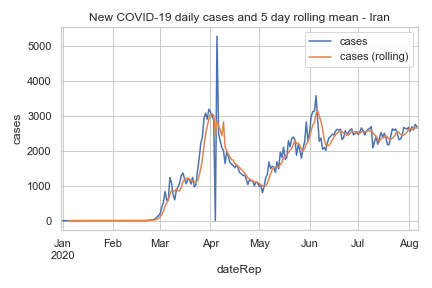 New COVID-19 daily cases and 5 day rolling mean - Iran
cases
cases (rolling)
5000
4000
3000
2000
1000
0
cases
Jan Feb Mar Apr May Jun Jul Aug
2020
dateRep